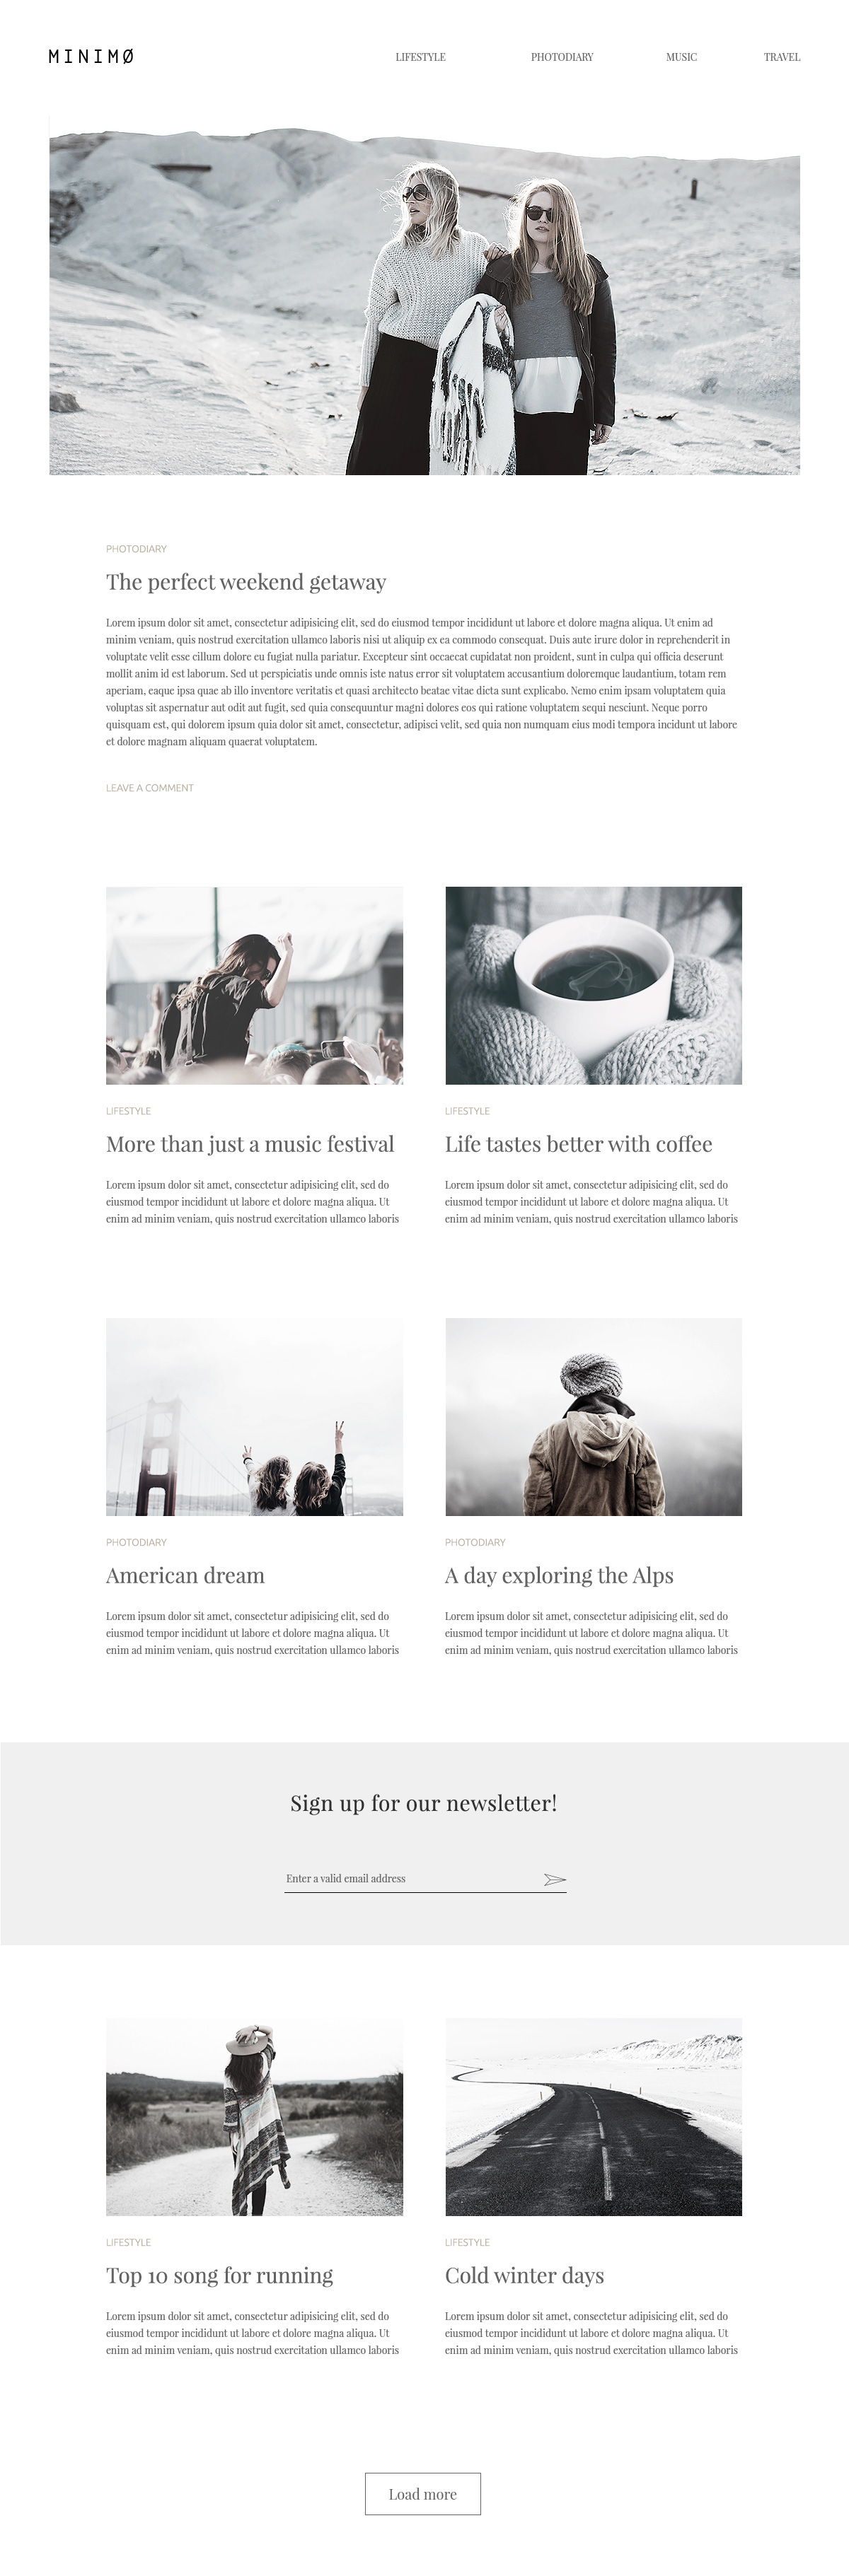 MINIMØ
LIFESTYLE PHOTODIARY MUSIC TRAVEL
PHOTODIARY
The perfect weekend getaway
Lorem ipsum dolor sit amet, consectetur adipisicing elit, sed do eiusmod tempor incididunt ut labore et dolore magna aliqua. Ut enim ad
minim veniam, quis nostrud exercitation ullamco laboris nisi ut aliquip ex ea commodo consequat. Duis aute irure dolor in reprehenderit in
voluptate velit esse cillum dolore eu fugiat nulla pariatur. Excepteur sint occaecat cupidatat non proident, sunt in culpa qui officia deserunt
mollit anim id est laborum. Sed ut perspiciatis unde omnis iste natus error sit voluptatem accusantium doloremque laudantium, totam rem
aperiam, eaque ipsa quae ab illo inventore veritatis et quasi architecto beatae vitae dicta sunt explicabo. Nemo enim ipsam voluptatem quia
voluptas sit aspernatur aut odit aut fugit, sed quia consequuntur magni dolores eos qui ratione voluptatem sequi nesciunt. Neque porro
quisquam est, qui dolorem ipsum quia dolor sit amet, consectetur, adipisci velit, sed quia non numquam eius modi tempora incidunt ut labore
et dolore magnam aliquam quaerat voluptatem.
LEAVE A COMMENT
LIFESTYLE
More than just a music festival
Lorem ipsum dolor sit amet, consectetur adipisicing elit, sed do
eiusmod tempor incididunt ut labore et dolore magna aliqua. Ut
enim ad minim veniam, quis nostrud exercitation ullamco laboris
LIFESTYLE
Life tastes better with coffee
Lorem ipsum dolor sit amet, consectetur adipisicing elit, sed do
eiusmod tempor incididunt ut labore et dolore magna aliqua. Ut
enim ad minim veniam, quis nostrud exercitation ullamco laboris
PHOTODIARY
American dream
Lorem ipsum dolor sit amet, consectetur adipisicing elit, sed do
eiusmod tempor incididunt ut labore et dolore magna aliqua. Ut
enim ad minim veniam, quis nostrud exercitation ullamco laboris
PHOTODIARY
A day exploring the Alps
Lorem ipsum dolor sit amet, consectetur adipisicing elit, sed do
eiusmod tempor incididunt ut labore et dolore magna aliqua. Ut
enim ad minim veniam, quis nostrud exercitation ullamco laboris
Sign up for our newsletter!
Enter a valid email address
LIFESTYLE
Top 10 song for running
Lorem ipsum dolor sit amet, consectetur adipisicing elit, sed do
eiusmod tempor incididunt ut labore et dolore magna aliqua. Ut
enim ad minim veniam, quis nostrud exercitation ullamco laboris
LIFESTYLE
Cold winter days
Lorem ipsum dolor sit amet, consectetur adipisicing elit, sed do
eiusmod tempor incididunt ut labore et dolore magna aliqua. Ut
enim ad minim veniam, quis nostrud exercitation ullamco laboris
Load more